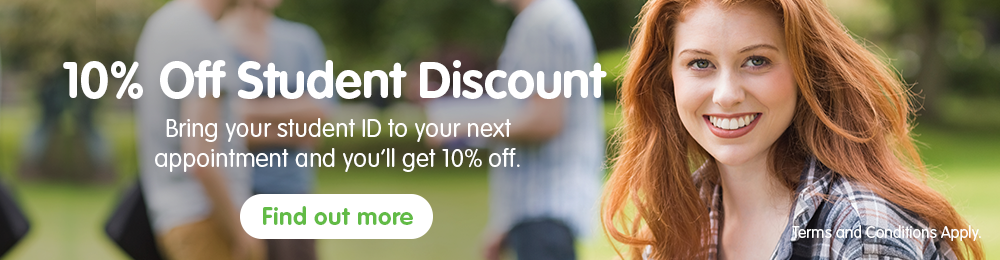 10% Off Student Discount
Bring your student ID to your next
appointment and you’ll get 10% off.
Find out more
Terms and Conditions Apply.